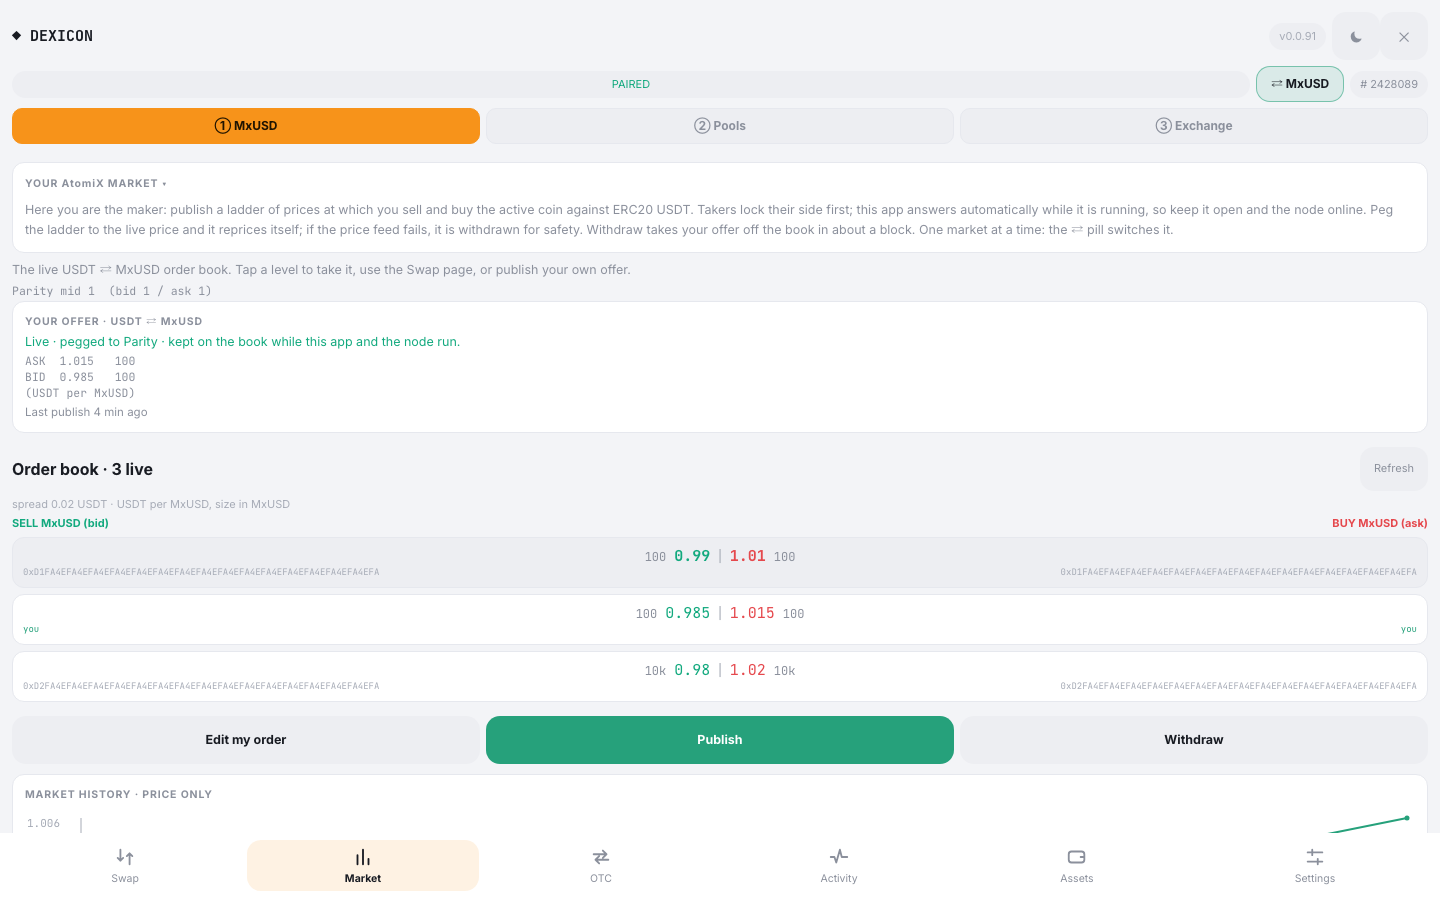 ◆ DEXICON
v0.0.91
PAIRED
⇄ MxUSD
# 2428089
① MxUSD
② Pools
③ Exchange
YOUR AtomiX MARKET ▾
Here you are the maker: publish a ladder of prices at which you sell and buy the active coin against ERC20 USDT. Takers lock their side first; this app answers automatically while it is running, so keep it open and the node online. Peg
the ladder to the live price and it reprices itself; if the price feed fails, it is withdrawn for safety. Withdraw takes your offer off the book in about a block. One market at a time: the ⇄ pill switches it.
The live USDT ⇄ MxUSD order book. Tap a level to take it, use the Swap page, or publish your own offer.
Parity mid 1 (bid 1 / ask 1)
YOUR OFFER · USDT ⇄ MxUSD
Live · pegged to Parity · kept on the book while this app and the node run.
ASK 1.015 100
BID 0.985 100
(USDT per MxUSD)
Last publish 4 min ago
Order book · 3 live
Refresh
spread 0.02 USDT · USDT per MxUSD, size in MxUSD
SELL MxUSD (bid)
BUY MxUSD (ask)
100 0.99 | 1.01 100
0xD1FA4EFA4EFA4EFA4EFA4EFA4EFA4EFA4EFA4EFA4EFA4EFA4EFA4EFA4EFA4EFA
0xD1FA4EFA4EFA4EFA4EFA4EFA4EFA4EFA4EFA4EFA4EFA4EFA4EFA4EFA4EFA4EFA
100 0.985 | 1.015 100
you
you
10k 0.98 | 1.02 10k
0xD2FA4EFA4EFA4EFA4EFA4EFA4EFA4EFA4EFA4EFA4EFA4EFA4EFA4EFA4EFA4EFA
0xD2FA4EFA4EFA4EFA4EFA4EFA4EFA4EFA4EFA4EFA4EFA4EFA4EFA4EFA4EFA4EFA
Edit my order
Publish
Withdraw
MARKET HISTORY · PRICE ONLY
1.006
Swap
Market
OTC
Activity
Assets
Settings